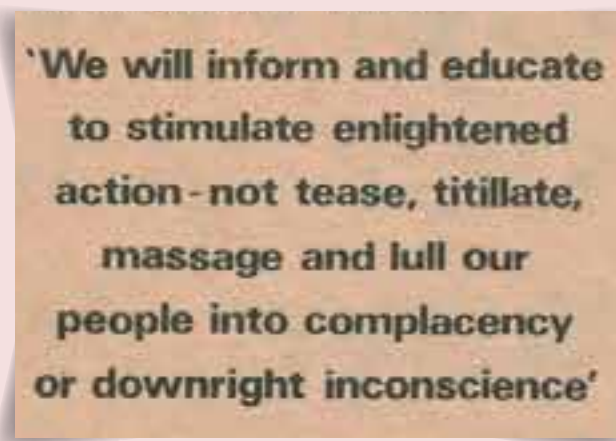 ‘We will inform and educate
to stimulate enlightened
action-not tease, titillate,
massage and lull our
people into complacency
or downright inconscience’